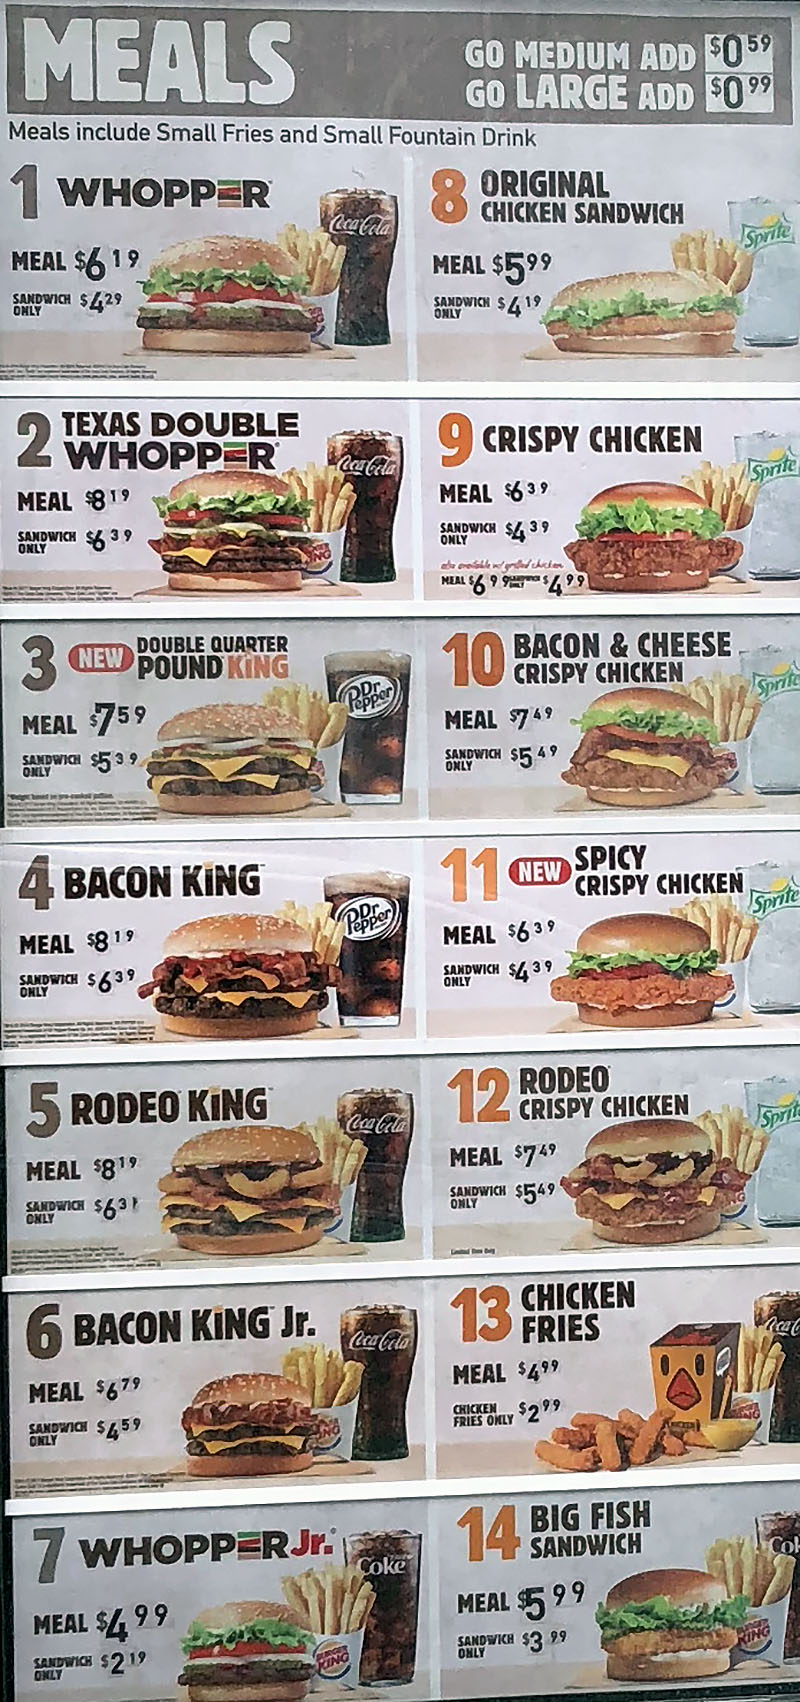 MEALS
GO MEDIUM ADD $0.59
GO LARGE ADD $0.99
Meals include Small Fries and Small Fountain Drink
1 WHOPPER
MEAL $6.19
SANDWICH ONLY $4.29
Coca-Cola
8 ORIGINAL
CHICKEN SANDWICH
MEAL $5.99
SANDWICH ONLY $4.19
Sprite
2 TEXAS DOUBLE
WHOPPER
MEAL $8.19
SANDWICH ONLY $6.39
Coca-Cola
9 CRISPY CHICKEN
MEAL $6.39
SANDWICH ONLY $4.39
also available w/ grilled chicken
MEAL $6.99 SANDWICH ONLY $4.99
Sprite
3 NEW DOUBLE QUARTER
POUND KING
MEAL $7.59
SANDWICH ONLY $5.39
Dr Pepper
10 BACON & CHEESE
CRISPY CHICKEN
MEAL $7.49
SANDWICH ONLY $5.49
Sprite
4 BACON KING
MEAL $8.19
SANDWICH ONLY $6.39
Dr Pepper
11 NEW SPICY
CRISPY CHICKEN
MEAL $6.39
SANDWICH ONLY $4.39
Sprite
5 RODEO KING
MEAL $8.19
SANDWICH ONLY $6.3
Coca-Cola
12 RODEO
CRISPY CHICKEN
MEAL $7.49
SANDWICH ONLY $5.49
Limited Time Only
Sprite
6 BACON KING Jr.
MEAL $6.79
SANDWICH ONLY $4.59
Coca-Cola
13 CHICKEN
FRIES
MEAL $4.99
CHICKEN FRIES ONLY $2.99
7 WHOPPER Jr.
MEAL $4.99
SANDWICH ONLY $2.19
Coke
BURGER KING
14 BIG FISH
SANDWICH
MEAL $5.99
SANDWICH ONLY $3.99